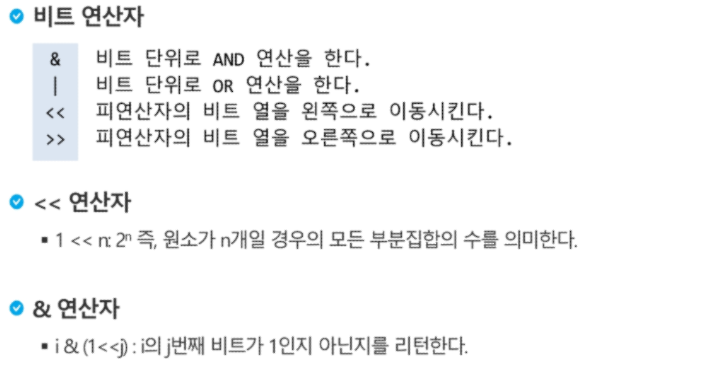 비트 연산자
& 비트 단위로 AND 연산을 한다.
| 비트 단위로 OR 연산을 한다.
<< 피연산자의 비트 열을 왼쪽으로 이동시킨다.
>> 피연산자의 비트 열을 오른쪽으로 이동시킨다.
<< 연산자
▪ 1 << n: 2ⁿ 즉, 원소가 n개일 경우의 모든 부분집합의 수를 의미한다.
& 연산자
▪ i & (1<<j) : i의 j번째 비트가 1인지 아닌지를 리턴한다.